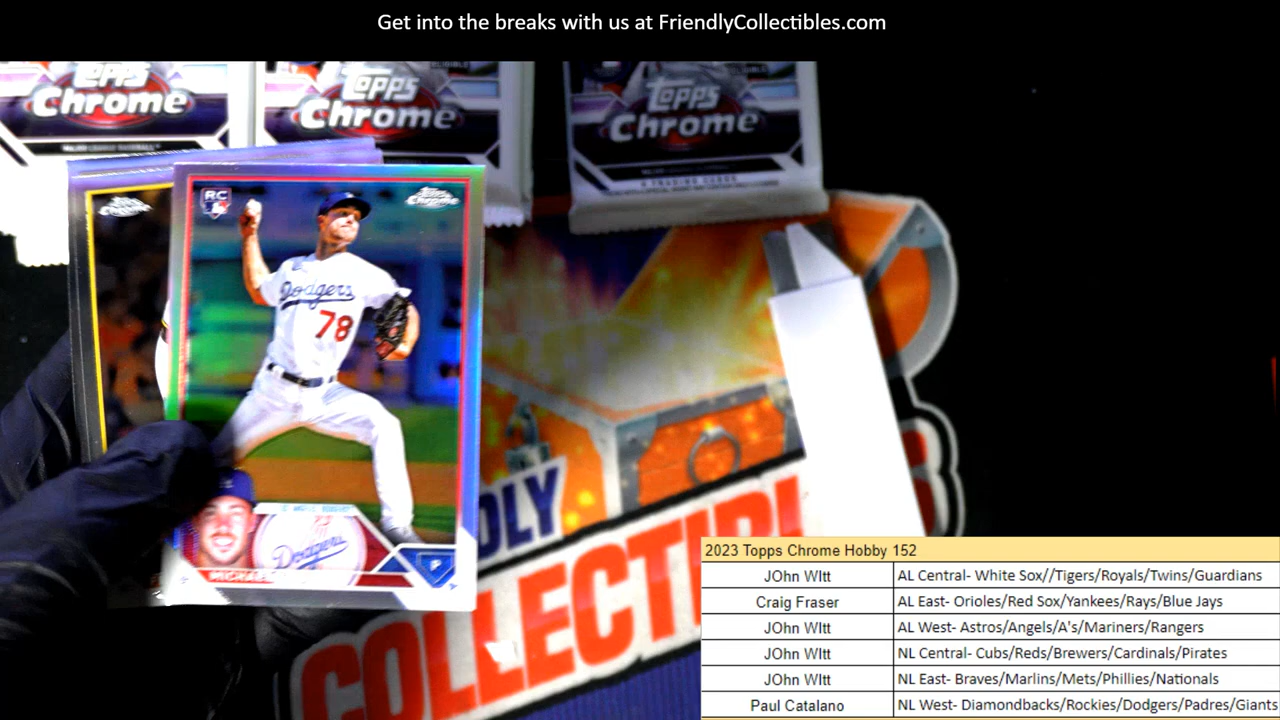 Get into the breaks with us at FriendlyCollectibles.com
Topps
Chrome
Topps
Chrome
Topps
Chrome
RC
Topps
Chrome
Dodgers
78
Dodgers
MICHAEL
P
DLY
COLLECTIBL
2023 Topps Chrome Hobby 152
JOhn WItt AL Central- White Sox//Tigers/Royals/Twins/Guardians
Craig Fraser AL East- Orioles/Red Sox/Yankees/Rays/Blue Jays
JOhn WItt AL West- Astros/Angels/A's/Mariners/Rangers
JOhn WItt NL Central- Cubs/Reds/Brewers/Cardinals/Pirates
JOhn WItt NL East- Braves/Marlins/Mets/Phillies/Nationals
Paul Catalano NL West- Diamondbacks/Rockies/Dodgers/Padres/Giants